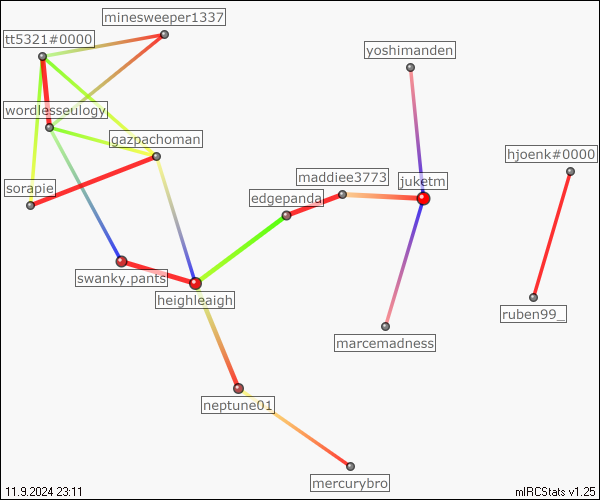 minesweeper1337
tt5321#0000
yoshimanden
wordlesseulogy
gazpachoman
hjoenk#0000
maddiee3773
juketm
sorapie
edgepanda
swanky.pants
heighleaigh
ruben99_
marcemadness
neptune01
mercurybro
11.9.2024 23:11
mIRCStats v1.25